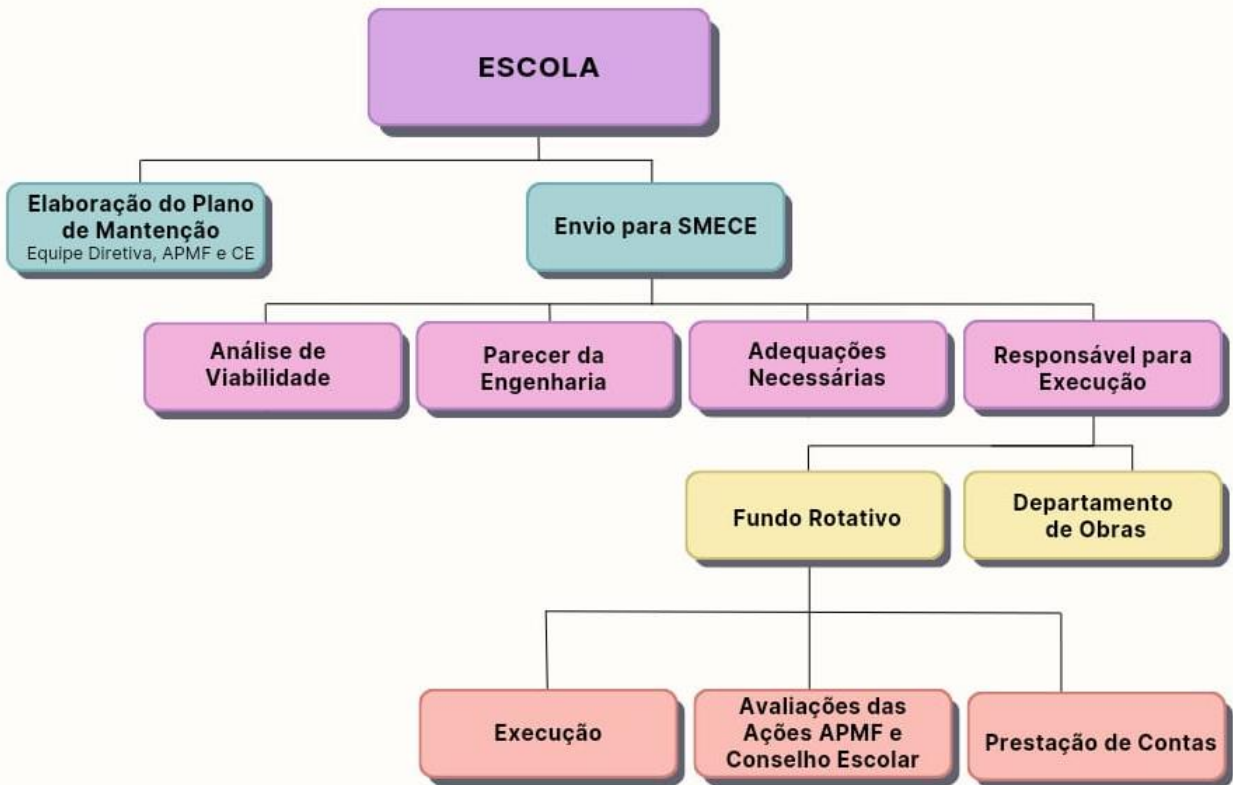 ESCOLA
Elaboração do Plano
de Mantenção
Equipe Diretiva, APMF e CE
Envio para SMECE
Análise de
Viabilidade
Parecer da
Engenharia
Adequações
Necessárias
Responsável para
Execução
Fundo Rotativo
Departamento
de Obras
Execução
Avaliações das
Ações APMF e
Conselho Escolar
Prestação de Contas